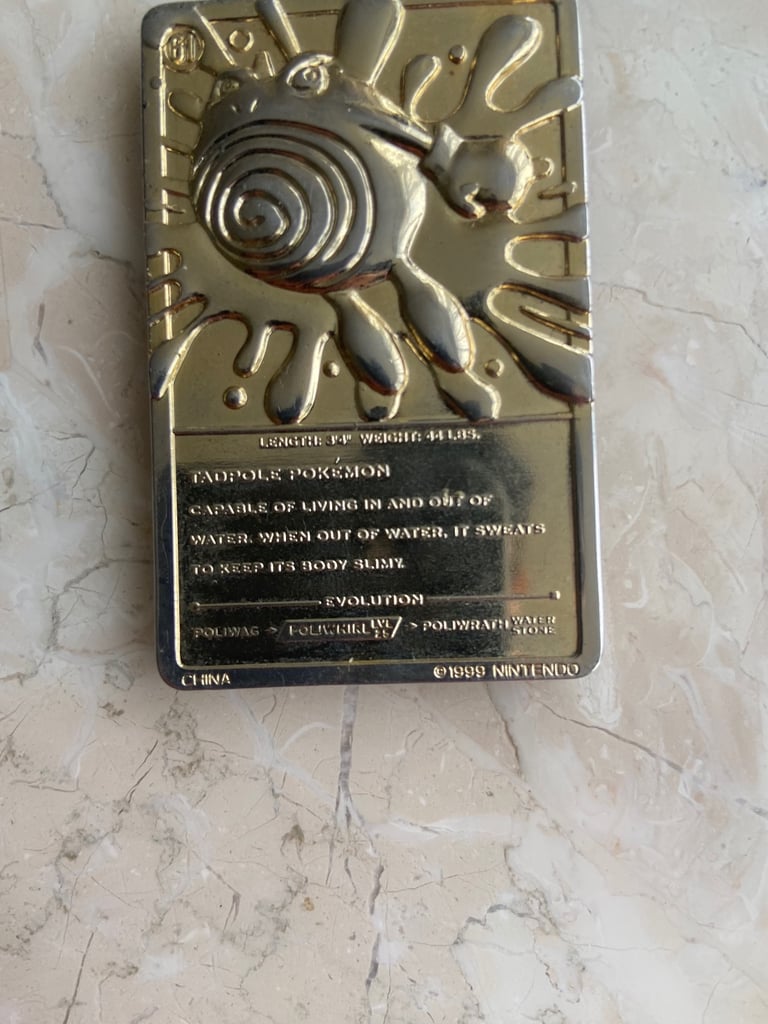 61
LENGTH: 3'4" WEIGHT: 44 LBS.
TADPOLE POKÉMON
CAPABLE OF LIVING IN AND OUT OF
WATER. WHEN OUT OF WATER, IT SWEATS
TO KEEP ITS BODY SLIMY.
EVOLUTION
POLIWAG -> POLIWHIRL LVL 25 -> POLIWRATH WATER STONE
CHINA ©1999 NINTENDO